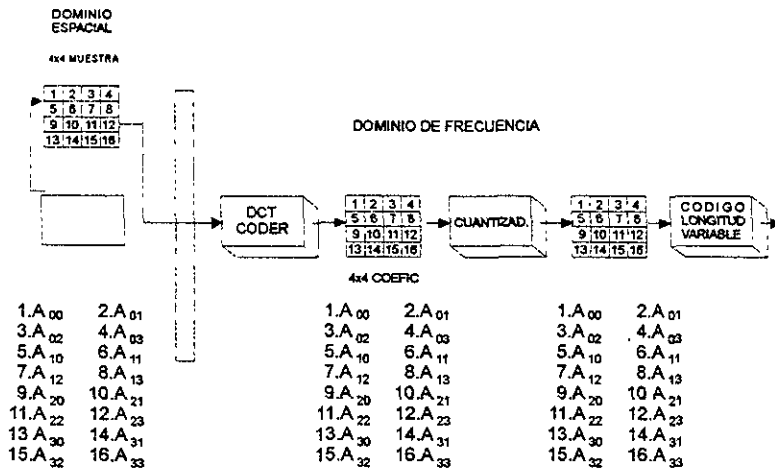 DOMINIO
ESPACIAL
4x4 MUESTRA
1 2 3 4
5 6 7 8
9 10 11 12
13 14 15 16
DOMINIO DE FRECUENCIA
DCT
CODER
1 2 3 4
5 6 7 8
9 10 11 12
13 14 15 16
4x4 COEFIC
CUANTIZAD.
1 2 3 4
5 6 7 8
9 10 11 12
13 14 15 16
CODIGO
LONGITUD
VARIABLE
1.A00 2.A01
3.A02 4.A03
5.A10 6.A11
7.A12 8.A13
9.A20 10.A21
11.A22 12.A23
13.A30 14.A31
15.A32 16.A33
1.A00 2.A01
3.A02 4.A03
5.A10 6.A11
7.A12 8.A13
9.A20 10.A21
11.A22 12.A23
13.A30 14.A31
15.A32 16.A33
1.A00 2.A01
3.A02 4.A03
5.A10 6.A11
7.A12 8.A13
9.A20 10 A21
11.A22 12.A23
13.A30 14.A31
15.A32 16.A33